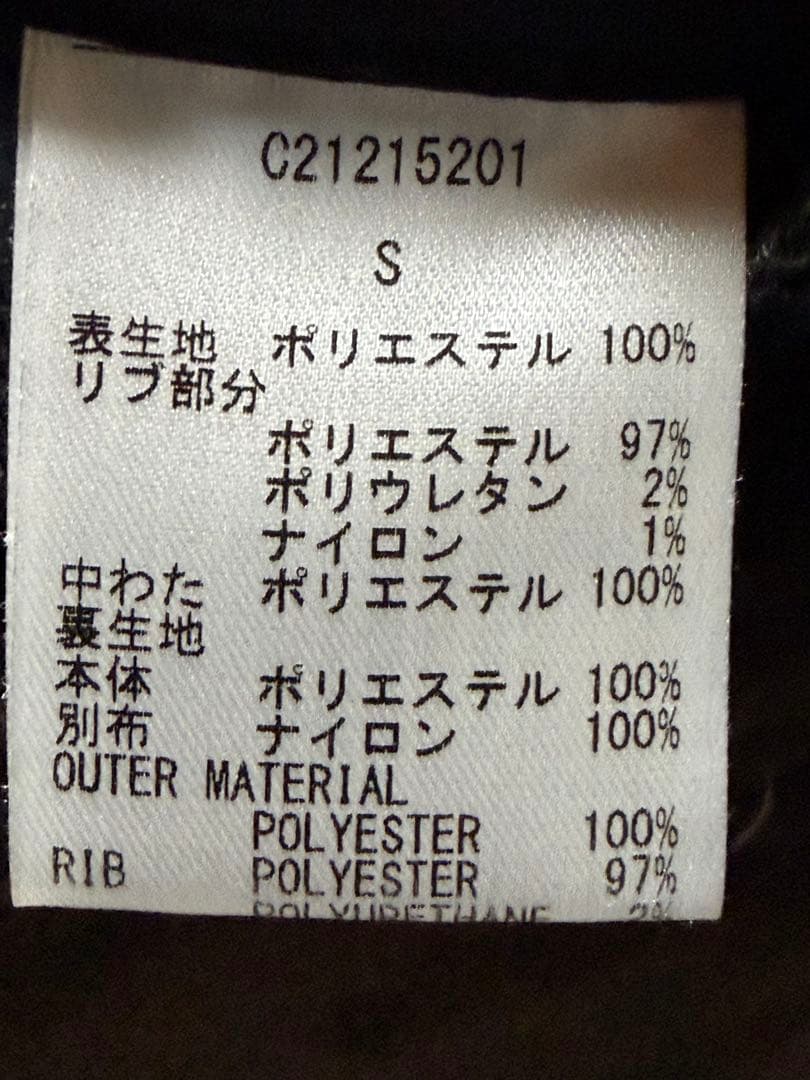 C21215201
S
表生地 ポリエステル 100%
リブ部分
ポリエステル 97%
ポリウレタン 2%
ナイロン 1%
中わた ポリエステル 100%
裏生地
本体 ポリエステル 100%
別布 ナイロン 100%
OUTER MATERIAL
POLYESTER 100%
RIB POLYESTER 97%
POLYURETHANE 2%